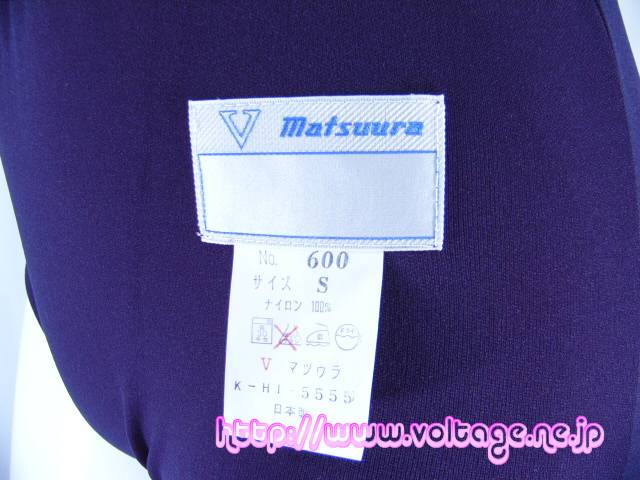 V Matsuura
No. 600
サイズ S
ナイロン 100%
V マツウラ
K-HI-5555
日本
http://www.voltage.ne.jp